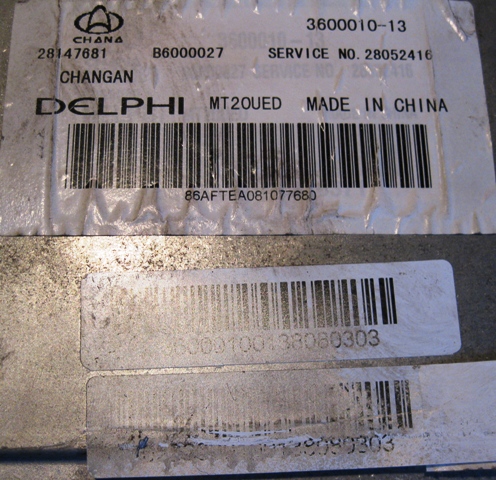 CHANA
3600010-13
28147681 B6000027 SERVICE NO. 28052416
CHANGAN
DELPHI MT20UED MADE IN CHINA
86AFTEA081077680